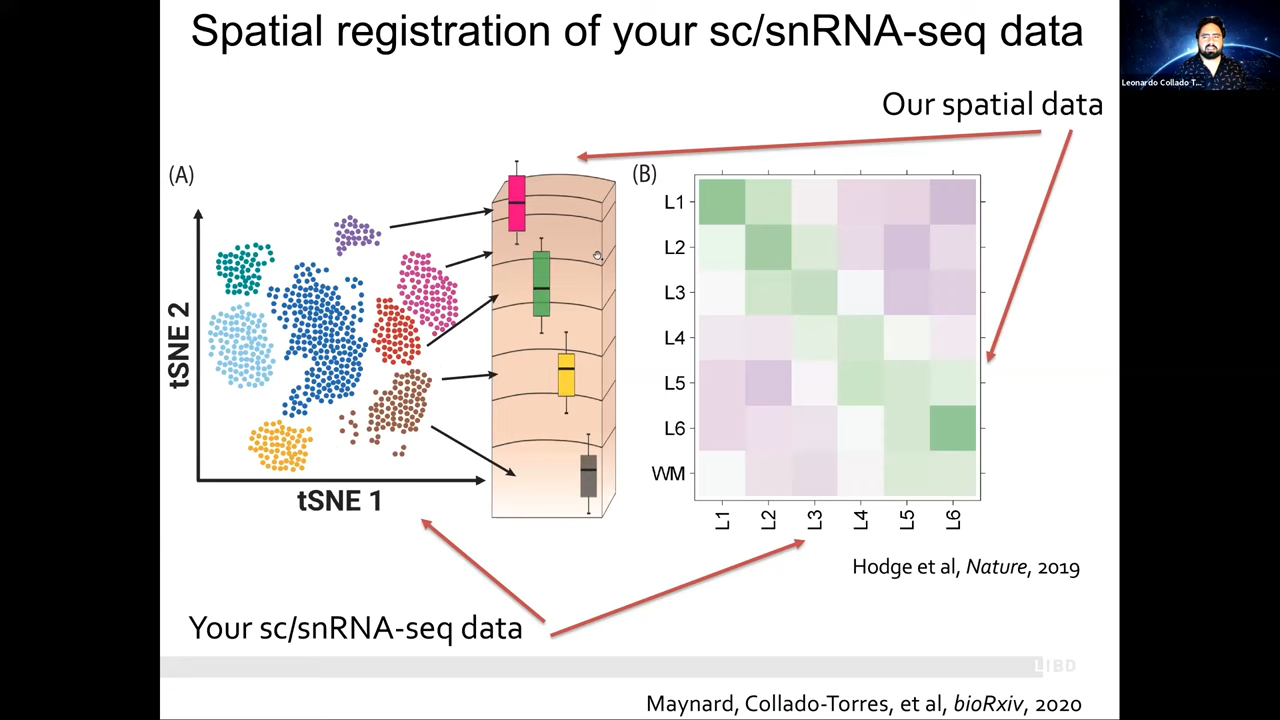 Spatial registration of your sc/snRNA-seq data
Leonardo Collado T...
Our spatial data
(A)
(B)
tSNE 2
tSNE 1
L1
L2
L3
L4
L5
L6
WM
L1
L2
L3
L4
L5
L6
Hodge et al, Nature, 2019
Your sc/snRNA-seq data
LIBD
Maynard, Collado-Torres, et al, bioRxiv, 2020